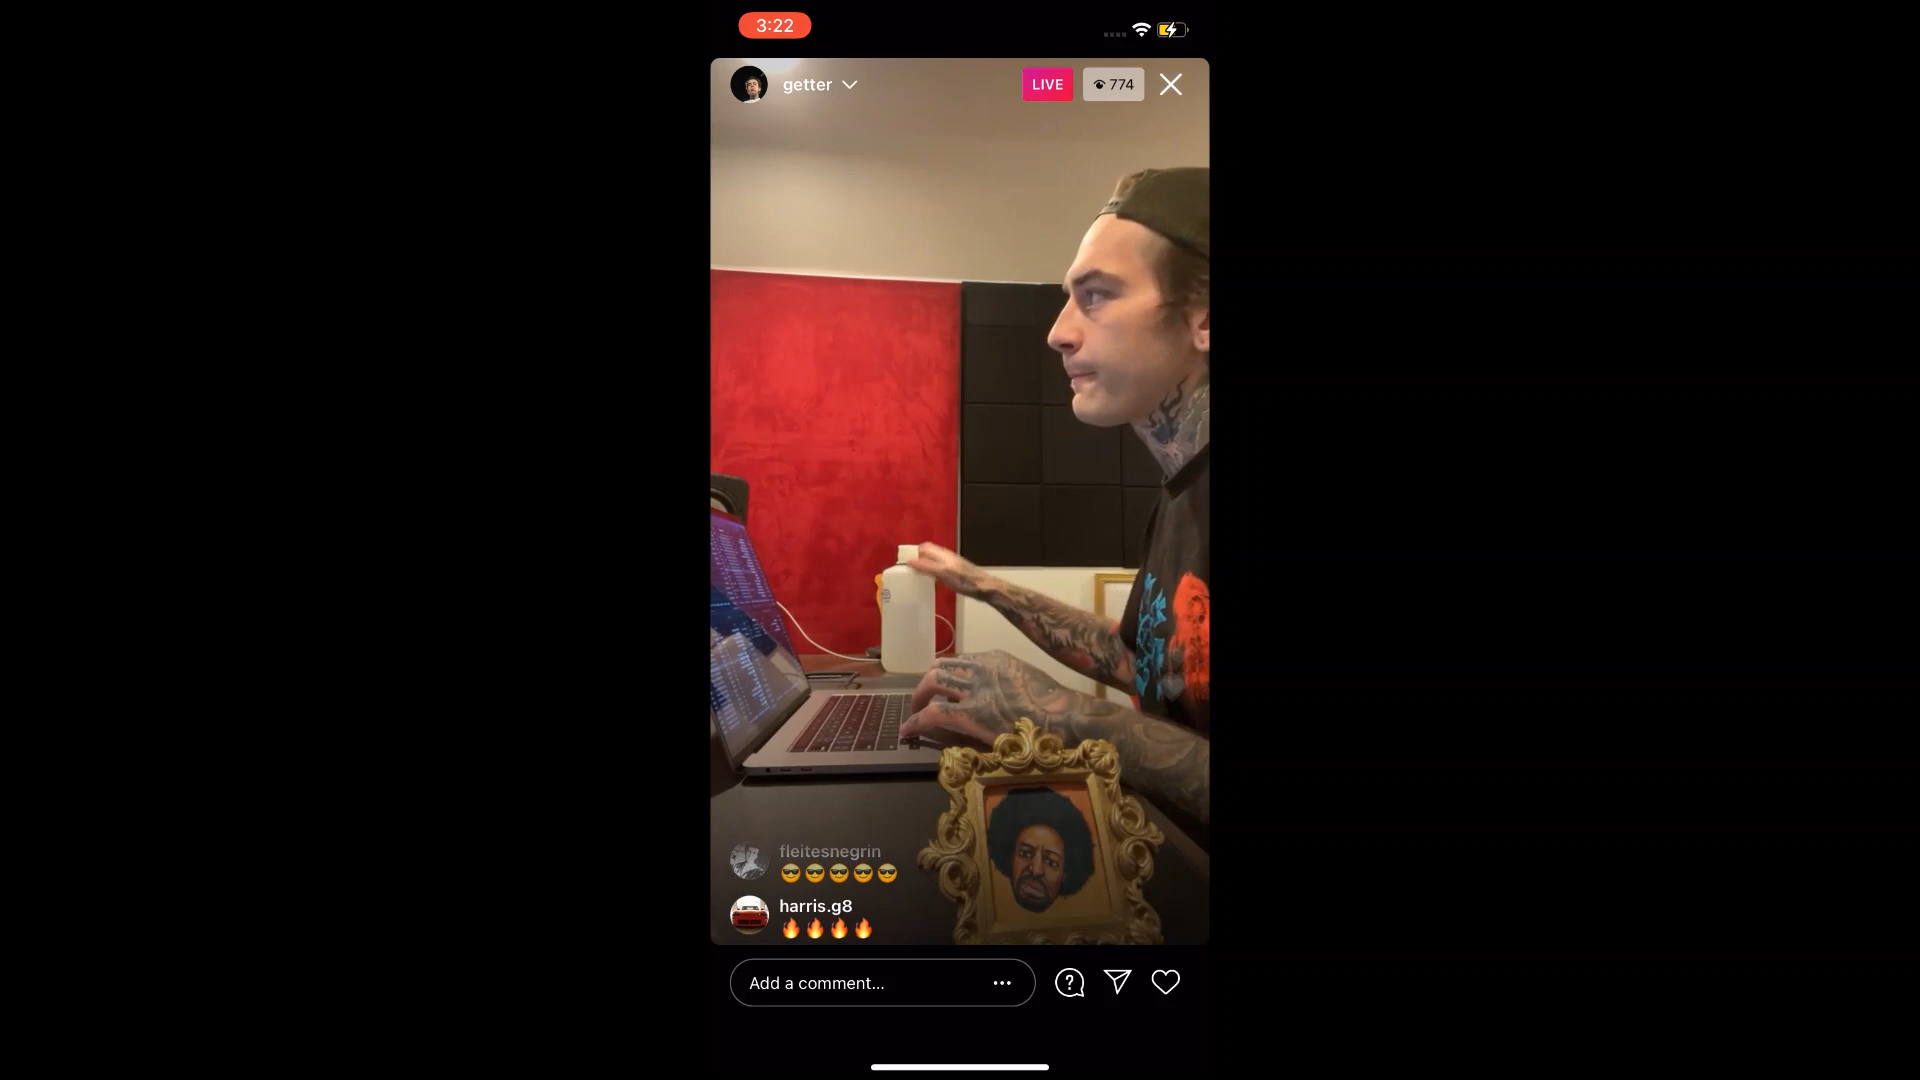 3:22
getter
LIVE
774
fleitesnegrin
😎😎😎😎😎
harris.g8
🔥🔥🔥🔥
Add a comment...